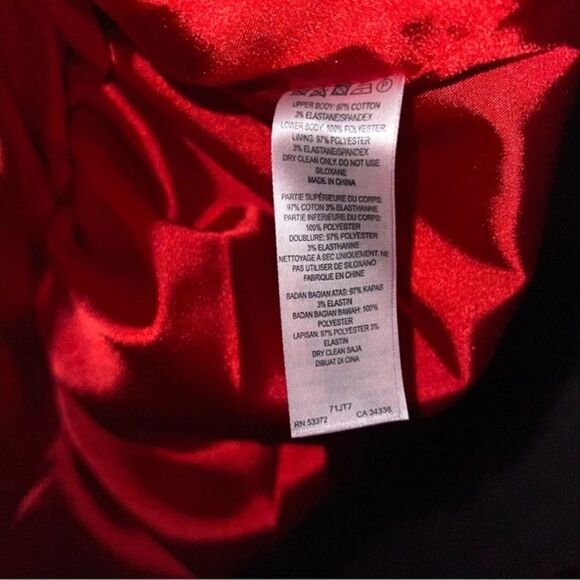 UPPER BODY: 97% COTTON
3% ELASTANE/SPANDEX
LOWER BODY: 100% POLYESTER
LINING: 97% POLYESTER
3% ELASTANE/SPANDEX
DRY CLEAN ONLY. DO NOT USE
SILOXANE
MADE IN CHINA
PARTIE SUPÉRIEURE DU CORPS:
97% COTON 3% ELASTHANNE
PARTIE INFERIEURE DU CORPS:
100% POLYESTER
DOUBLURE: 97% POLYESTER
3% ELASTHANNE
NETTOYAGE A SEC UNIQUEMENT. NE
PAS UTILISER DE SILOXANO
FABRIQUE EN CHINE
BADAN BAGIAN ATAS: 97% KAPAS
3% ELASTIN
BADAN BAGIAN BAWAH: 100%
POLYESTER
LAPISAN: 97% POLYESTER 3%
ELASTIN
DRY CLEAN SAJA
DIBUAT DI CINA
71JT7
RN 53372 CA 34336